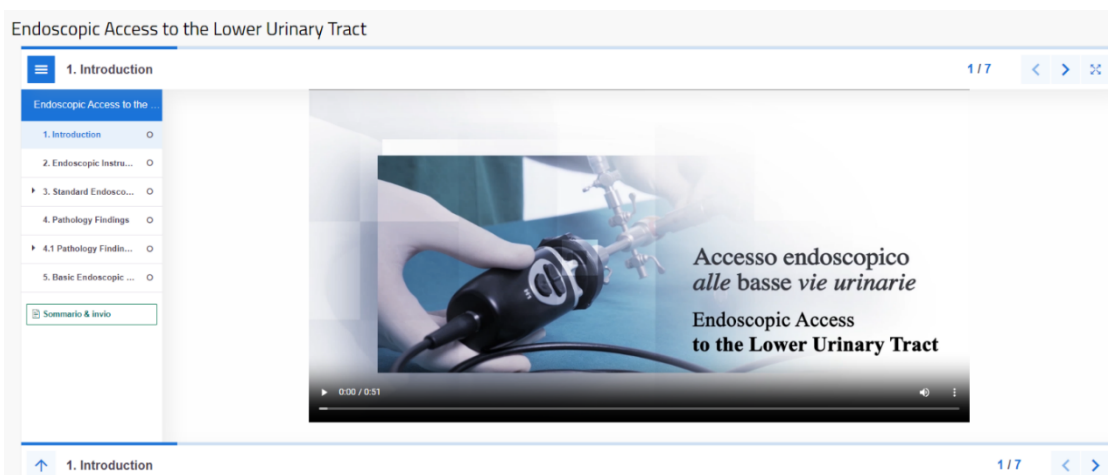 Endoscopic Access to the Lower Urinary Tract
1. Introduction
1 / 7
Endoscopic Access to the ...
1. Introduction
2. Endoscopic Instru...
3. Standard Endosco...
4. Pathology Findings
4.1 Pathology Findin...
5. Basic Endoscopic ...
Sommario & invio
Accesso endoscopico
alle basse vie urinarie
Endoscopic Access
to the Lower Urinary Tract
0:00 / 0:51
1. Introduction
1 / 7